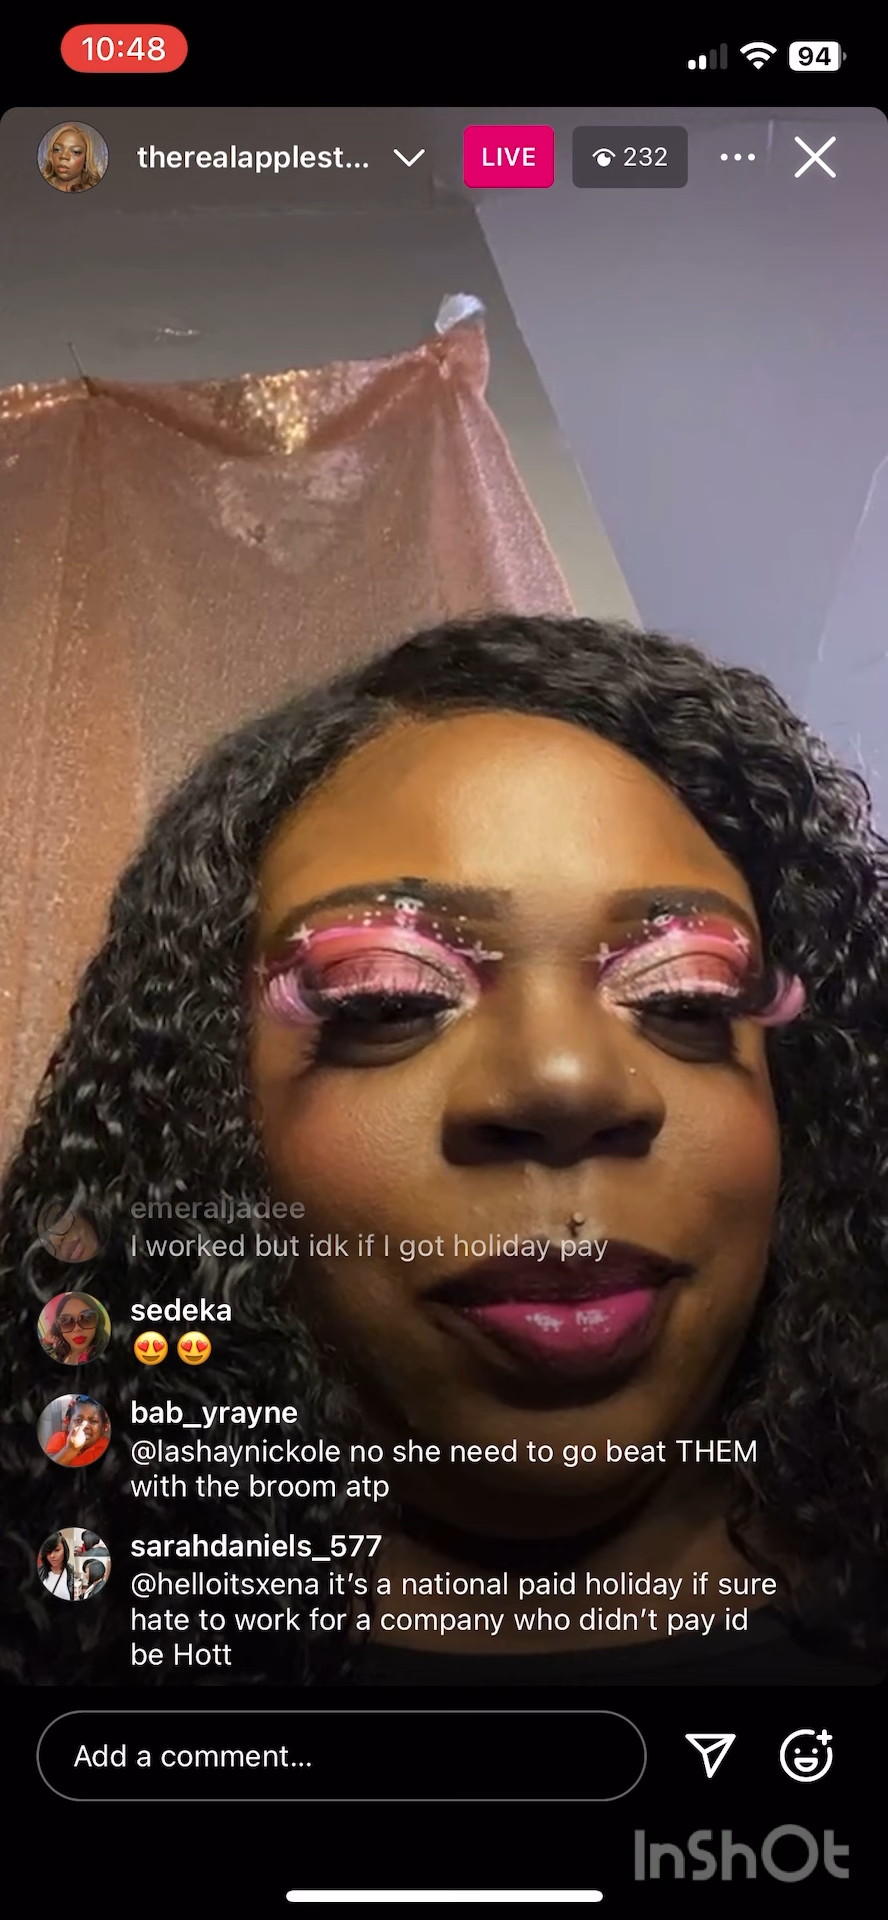 10:48
94
therealapplest...
LIVE
232
emeraljadee
I worked but idk if I got holiday pay
sedeka
😍😍
bab_yrayne
@lashaynickole no she need to go beat THEM
with the broom atp
sarahdaniels_577
@helloitsxena it's a national paid holiday if sure
hate to work for a company who didn't pay id
be Hott
Add a comment...
InShOt